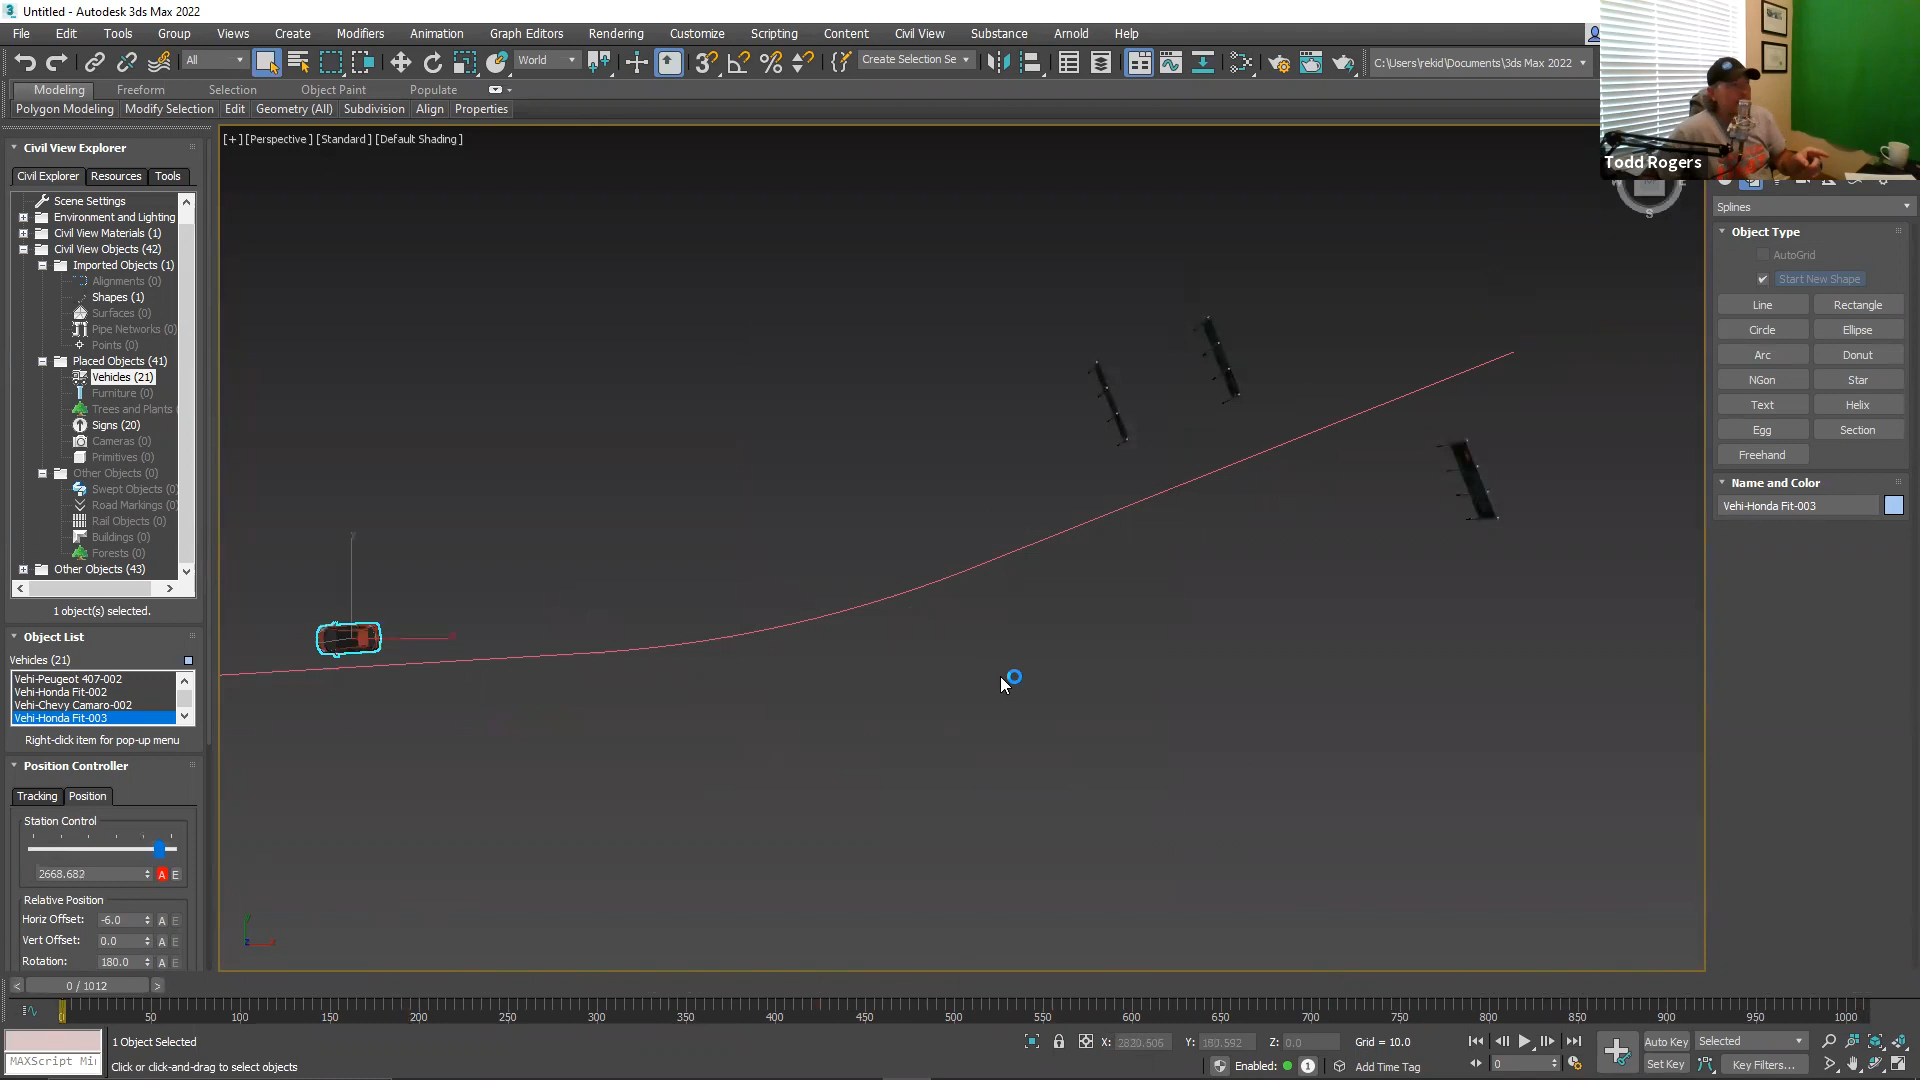 Untitled - Autodesk 3ds Max 2022
File Edit Tools Group Views Create Modifiers Animation Graph Editors Rendering Customize Scripting Content Civil View Substance Arnold Help
All World Create Selection Se C:\Users\rekid\Documents\3ds Max 2022
Modeling Freeform Selection Object Paint Populate
Polygon Modeling Modify Selection Edit Geometry (All) Subdivision Align Properties
Todd Rogers
[+] [Perspective] [Standard] [Default Shading]
Civil View Explorer
Civil Explorer Resources Tools
Scene Settings
Environment and Lighting
Civil View Materials (1)
Civil View Objects (42)
Imported Objects (1)
Alignments (0)
Shapes (1)
Surfaces (0)
Pipe Networks (0)
Points (0)
Placed Objects (41)
Vehicles (21)
Furniture (0)
Trees and Plants (
Signs (20)
Cameras (0)
Primitives (0)
Other Objects (0)
Swept Objects (0)
Road Markings (0)
Rail Objects (0)
Buildings (0)
Forests (0)
Other Objects (43)
1 object(s) selected.
Object List
Vehicles (21)
Vehi-Peugeot 407-002
Vehi-Honda Fit-002
Vehi-Chevy Camaro-002
Vehi-Honda Fit-003
Right-click item for pop-up menu
Position Controller
Tracking Position
Station Control
2668.682 A E
Relative Position
Horiz Offset: -6.0 A E
Vert Offset: 0.0 A E
Rotation: 180.0 A E
S
Splines
Object Type
AutoGrid
Start New Shape
Line Rectangle
Circle Ellipse
Arc Donut
NGon Star
Text Helix
Egg Section
Freehand
Name and Color
Vehi-Honda Fit-003
< 0 / 1012 >
0 50 100 150 200 250 300 350 400 450 500 550 600 650 700 750 800 850 900 950 1000
1 Object Selected X: 2820.506 Y: 180.592 Z: 0.0 Grid = 10.0 Auto Key Selected
MAXScript Mi Click or click-and-drag to select objects Enabled: 1 Add Time Tag 0 Set Key Key Filters...